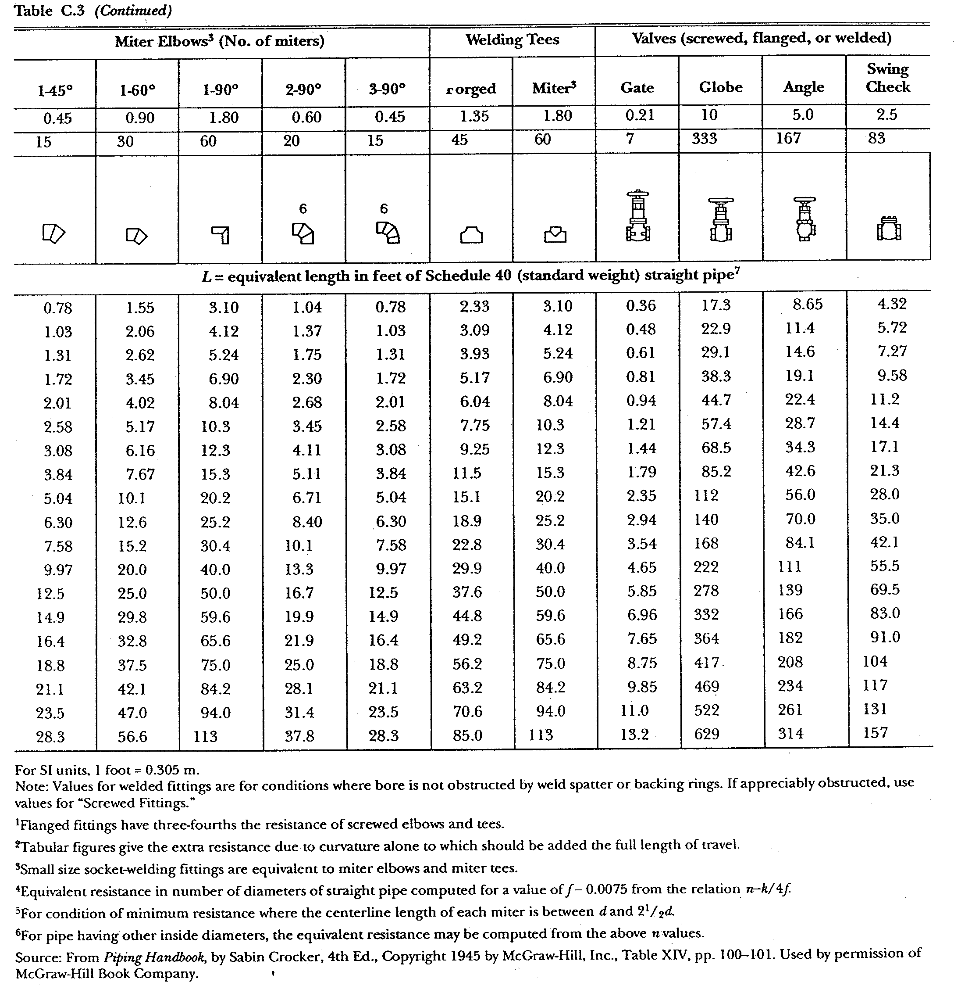 Table C.3 (Continued)
Miter Elbows³ (No. of miters) Welding Tees Valves (screwed, flanged, or welded)
1-45° 1-60° 1-90° 2-90° 3-90° rorged Miter³ Gate Globe Angle Swing Check
0.45 0.90 1.80 0.60 0.45 1.35 1.80 0.21 10 5.0 2.5
15 30 60 20 15 45 60 7 333 167 83
6 6
L = equivalent length in feet of Schedule 40 (standard weight) straight pipe⁷
0.78 1.55 3.10 1.04 0.78 2.33 3.10 0.36 17.3 8.65 4.32
1.03 2.06 4.12 1.37 1.03 3.09 4.12 0.48 22.9 11.4 5.72
1.31 2.62 5.24 1.75 1.31 3.93 5.24 0.61 29.1 14.6 7.27
1.72 3.45 6.90 2.30 1.72 5.17 6.90 0.81 38.3 19.1 9.58
2.01 4.02 8.04 2.68 2.01 6.04 8.04 0.94 44.7 22.4 11.2
2.58 5.17 10.3 3.45 2.58 7.75 10.3 1.21 57.4 28.7 14.4
3.08 6.16 12.3 4.11 3.08 9.25 12.3 1.44 68.5 34.3 17.1
3.84 7.67 15.3 5.11 3.84 11.5 15.3 1.79 85.2 42.6 21.3
5.04 10.1 20.2 6.71 5.04 15.1 20.2 2.35 112 56.0 28.0
6.30 12.6 25.2 8.40 6.30 18.9 25.2 2.94 140 70.0 35.0
7.58 15.2 30.4 10.1 7.58 22.8 30.4 3.54 168 84.1 42.1
9.97 20.0 40.0 13.3 9.97 29.9 40.0 4.65 222 111 55.5
12.5 25.0 50.0 16.7 12.5 37.6 50.0 5.85 278 139 69.5
14.9 29.8 59.6 19.9 14.9 44.8 59.6 6.96 332 166 83.0
16.4 32.8 65.6 21.9 16.4 49.2 65.6 7.65 364 182 91.0
18.8 37.5 75.0 25.0 18.8 56.2 75.0 8.75 417 208 104
21.1 42.1 84.2 28.1 21.1 63.2 84.2 9.85 469 234 117
23.5 47.0 94.0 31.4 23.5 70.6 94.0 11.0 522 261 131
28.3 56.6 113 37.8 28.3 85.0 113 13.2 629 314 157
For SI units, 1 foot = 0.305 m.
Note: Values for welded fittings are for conditions where bore is not obstructed by weld spatter or backing rings. If appreciably obstructed, use
values for "Screwed Fittings."
¹Flanged fittings have three-fourths the resistance of screwed elbows and tees.
²Tabular figures give the extra resistance due to curvature alone to which should be added the full length of travel.
³Small size socket-welding fittings are equivalent to miter elbows and miter tees.
⁴Equivalent resistance in number of diameters of straight pipe computed for a value of f– 0.0075 from the relation n–k/4f.
⁵For condition of minimum resistance where the centerline length of each miter is between d and 2¹/₂d.
⁶For pipe having other inside diameters, the equivalent resistance may be computed from the above n values.
Source: From Piping Handbook, by Sabin Crocker, 4th Ed., Copyright 1945 by McGraw-Hill, Inc., Table XIV, pp. 100–101. Used by permission of
McGraw-Hill Book Company.